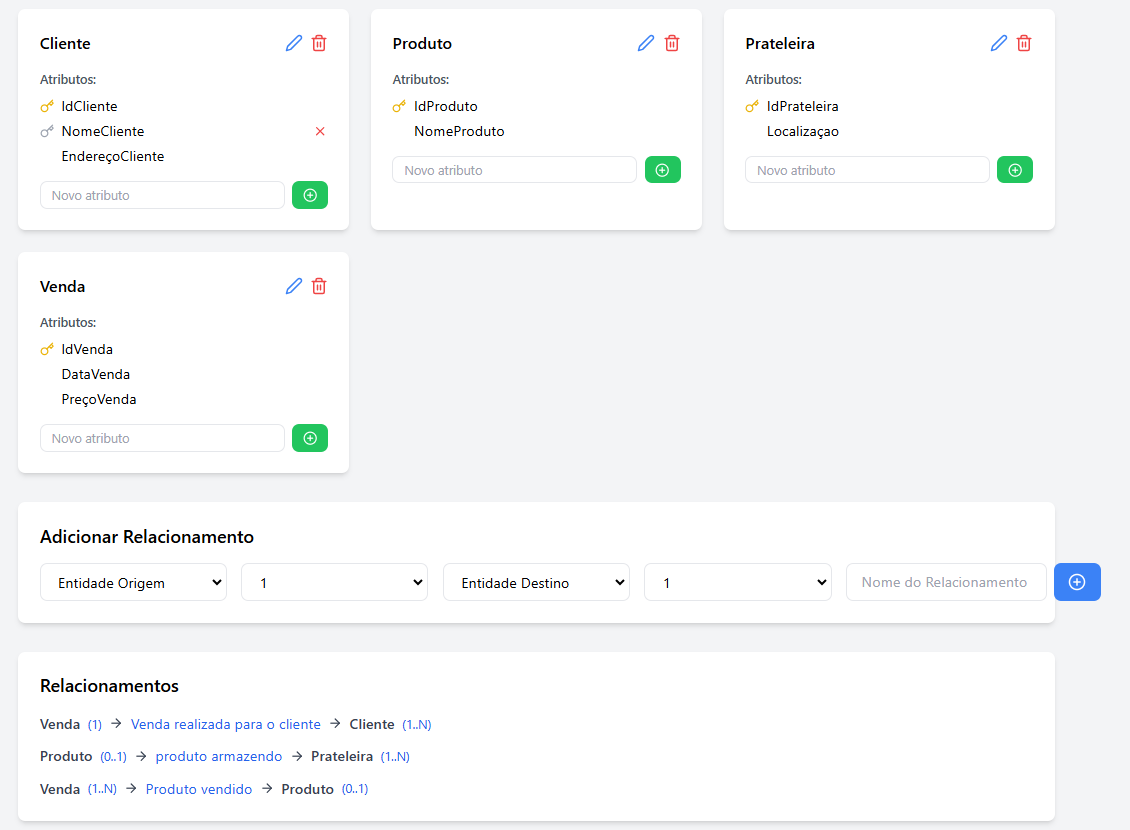 Cliente
Atributos:
IdCliente
NomeCliente
EndereçoCliente
Novo atributo
Produto
Atributos:
IdProduto
NomeProduto
Novo atributo
Prateleira
Atributos:
IdPrateleira
Localizaçao
Novo atributo
Venda
Atributos:
IdVenda
DataVenda
PreçoVenda
Novo atributo
Adicionar Relacionamento
Entidade Origem 1 Entidade Destino 1 Nome do Relacionamento
Relacionamentos
Venda (1) → Venda realizada para o cliente → Cliente (1..N)
Produto (0..1) → produto armazendo → Prateleira (1..N)
Venda (1..N) → Produto vendido → Produto (0..1)